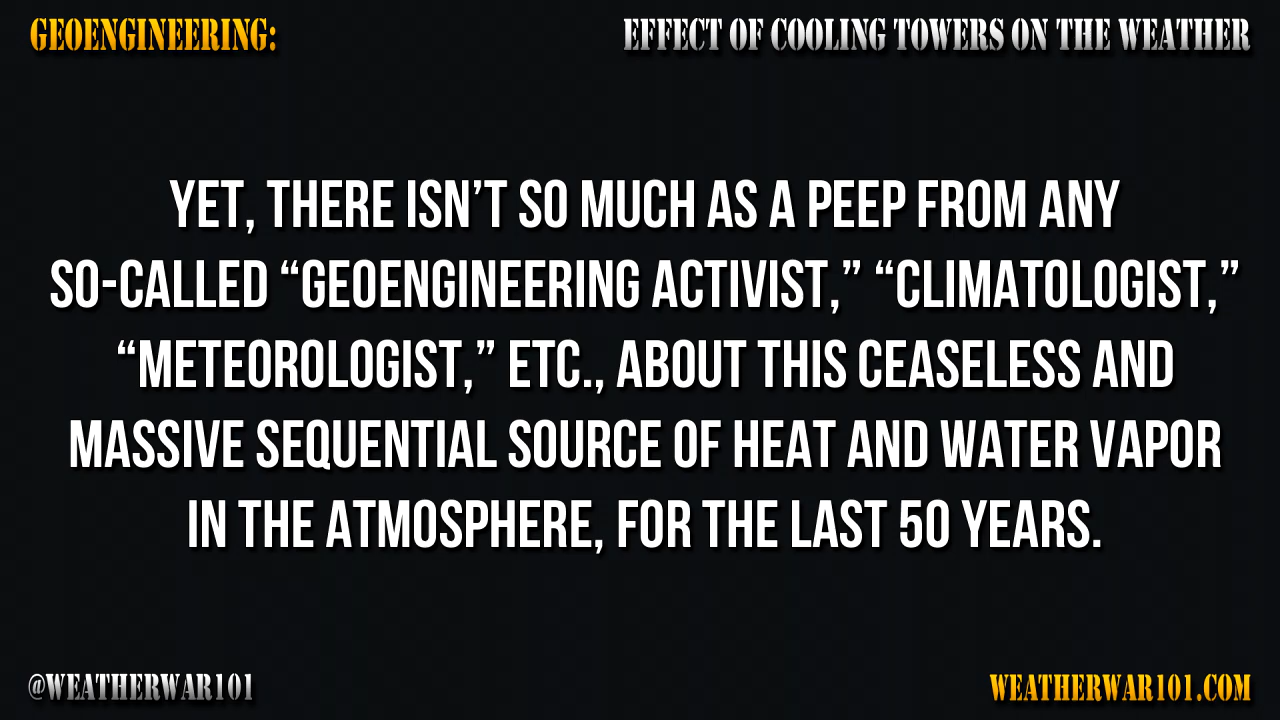 GEOENGINEERING:
EFFECT OF COOLING TOWERS ON THE WEATHER
YET, THERE ISN’T SO MUCH AS A PEEP FROM ANY
SO-CALLED “GEOENGINEERING ACTIVIST,” “CLIMATOLOGIST,”
“METEOROLOGIST,” ETC., ABOUT THIS CEASELESS AND
MASSIVE SEQUENTIAL SOURCE OF HEAT AND WATER VAPOR
IN THE ATMOSPHERE, FOR THE LAST 50 YEARS.
@WEATHERWAR101
WEATHERWAR101.COM